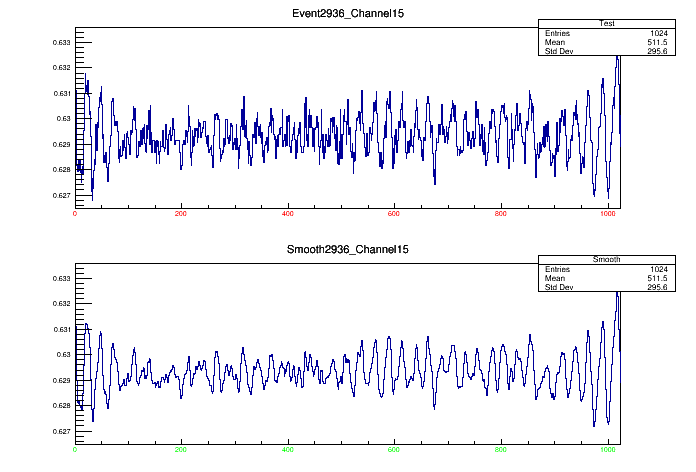 Event2936_Channel15
Test
Entries 1024
Mean 511.5
Std Dev 295.6
0.633
0.632
0.631
0.63
0.629
0.628
0.627
0 200 400 600 800 1000
Smooth2936_Channel15
Smooth
Entries 1024
Mean 511.5
Std Dev 295.6
0.633
0.632
0.631
0.63
0.629
0.628
0.627
0 200 400 600 800 1000